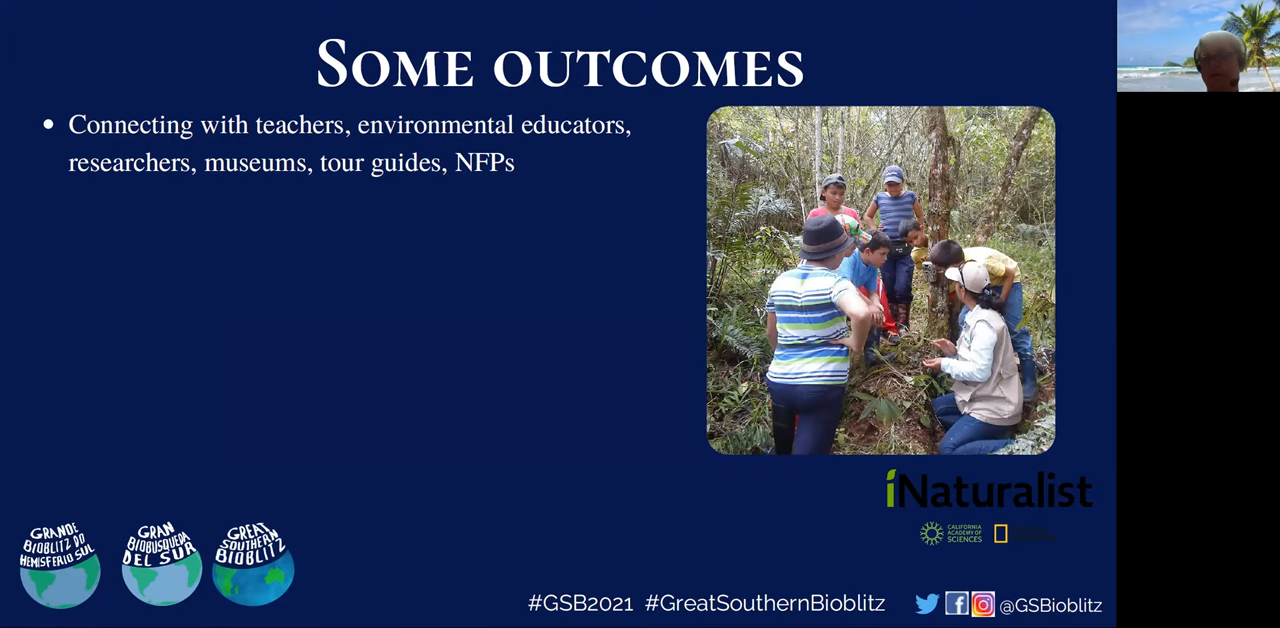 Some outcomes
Connecting with teachers, environmental educators,
researchers, museums, tour guides, NFPs
iNaturalist
CALIFORNIA
ACADEMY OF
SCIENCES
GRANDE
BIOBLITZ DO
HEMISFERIO SUL
GRAN
BIOBUSQUEDA
DEL SUR
GREAT
SOUTHERN
BIOBLITZ
#GSB2021 #GreatSouthernBioblitz
@GSBioblitz